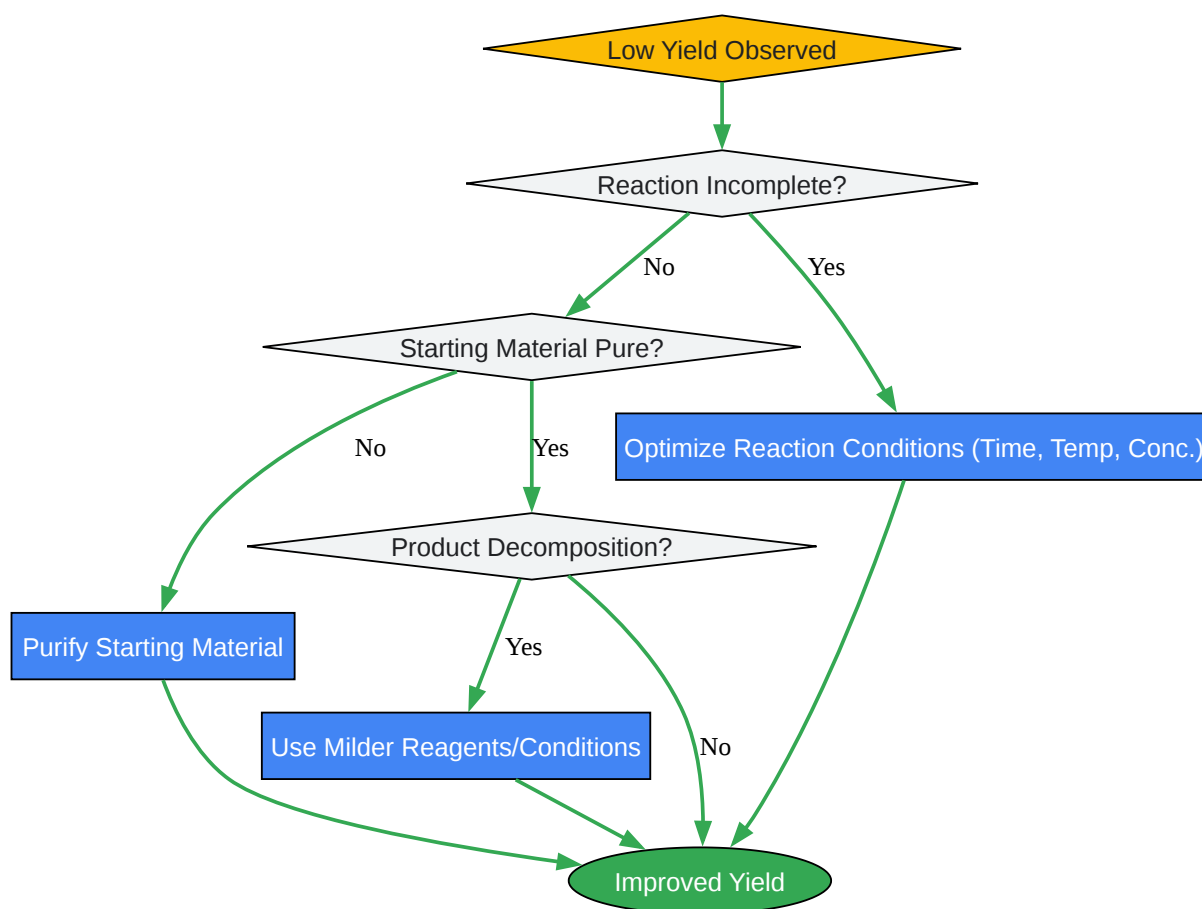 Low Yield Observed
Reaction Incomplete?
No
Yes
Starting Material Pure?
No
Yes
Optimize Reaction Conditions (Time, Temp, Conc.)
Product Decomposition?
Purify Starting Material
Yes
Use Milder Reagents/Conditions
No
Improved Yield